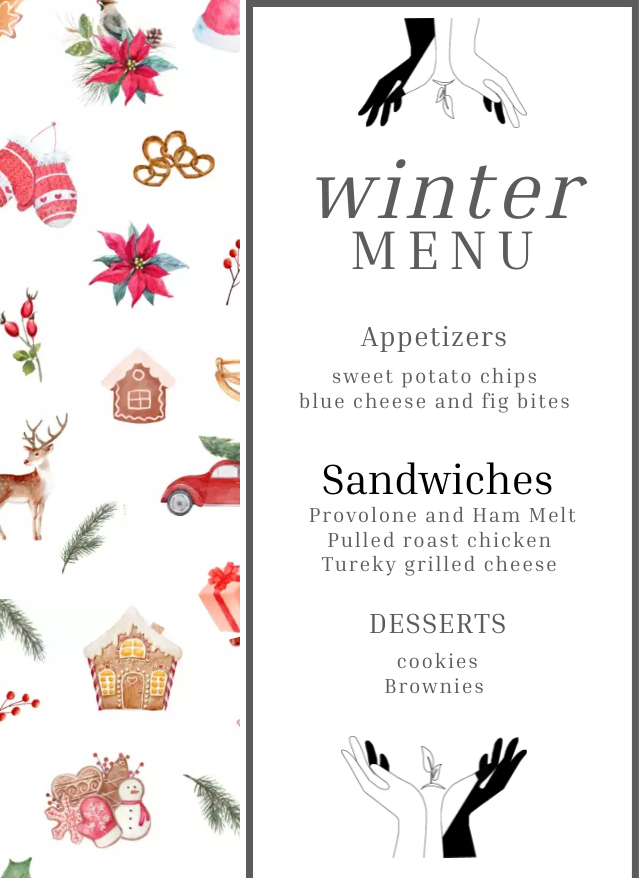 winter
MENU
Appetizers
sweet potato chips
blue cheese and fig bites
Sandwiches
Provolone and Ham Melt
Pulled roast chicken
Tureky grilled cheese
DESSERTS
cookies
Brownies